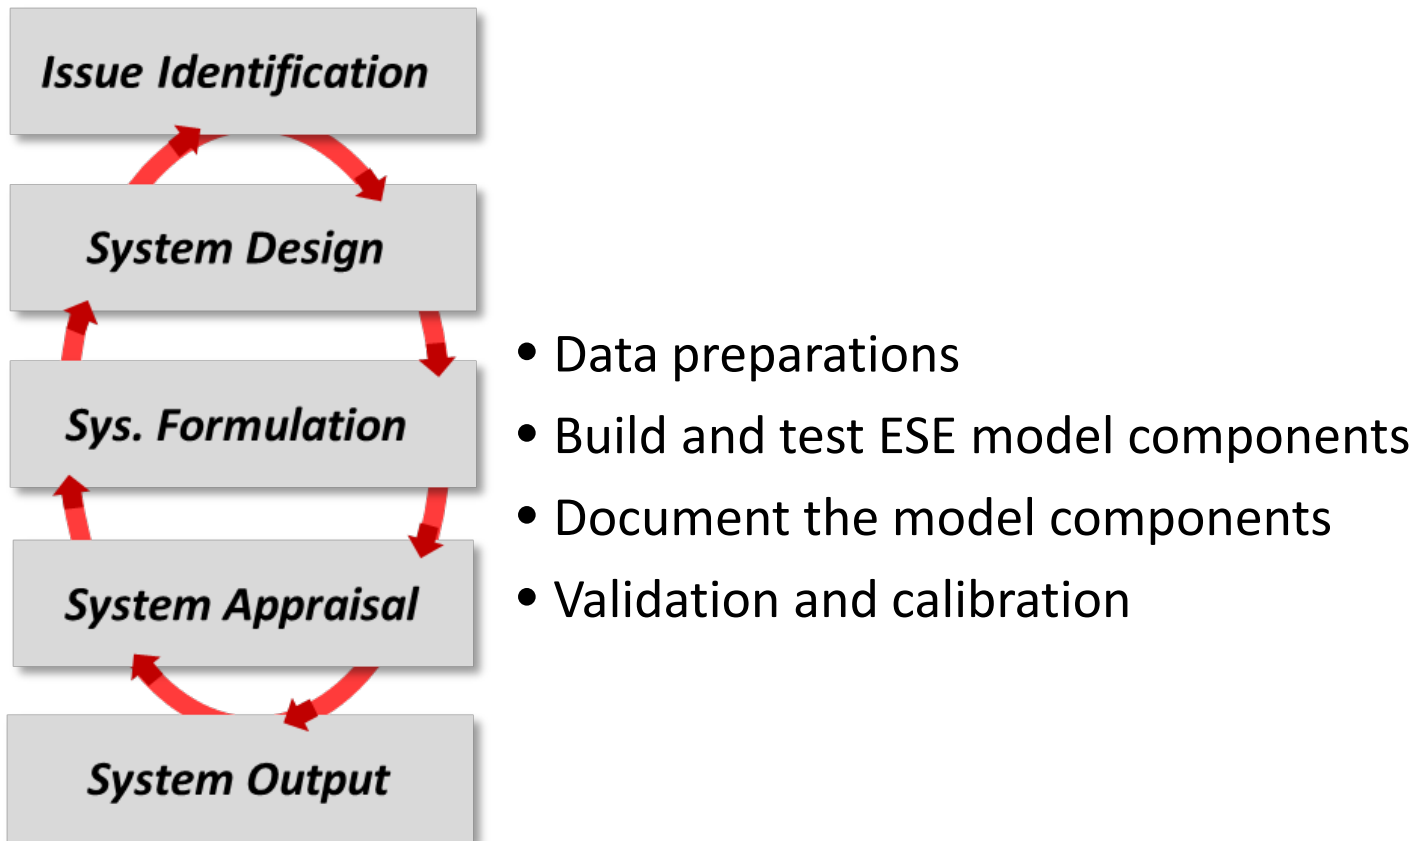 Issue Identification
System Design
Sys. Formulation
System Appraisal
System Output
• Data preparations
• Build and test ESE model components
• Document the model components
• Validation and calibration